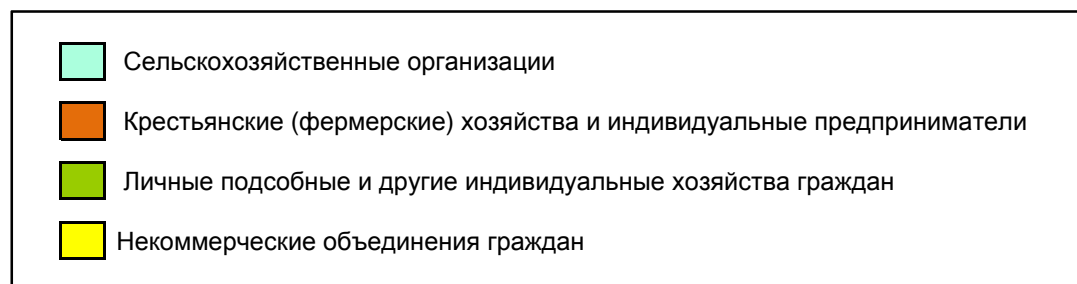 Сельскохозяйственные организации
Крестьянские (фермерские) хозяйства и индивидуальные предприниматели
Личные подсобные и другие индивидуальные хозяйства граждан
Некоммерческие объединения граждан